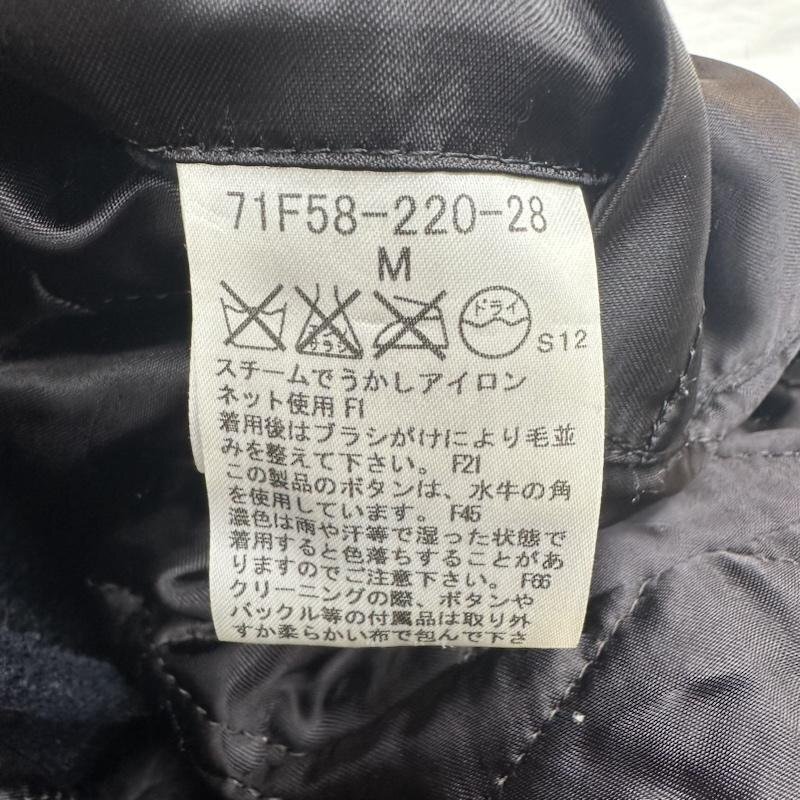 71F58-220-28
M
エンソ
サラシ
ドライ
S12
スチームでうかしアイロン
ネット使用 F1
着用後はブラシがけにより毛並
みを整えて下さい。 F21
この製品のボタンは、水牛の角
を使用しています。 F45
濃色は雨や汗等で湿った状態で
着用すると色落ちすることがあ
りますのでご注意下さい。 F66
クリーニングの際、ボタンや
バックル等の付属品は取り外
すか柔らかい布で包んで下さ